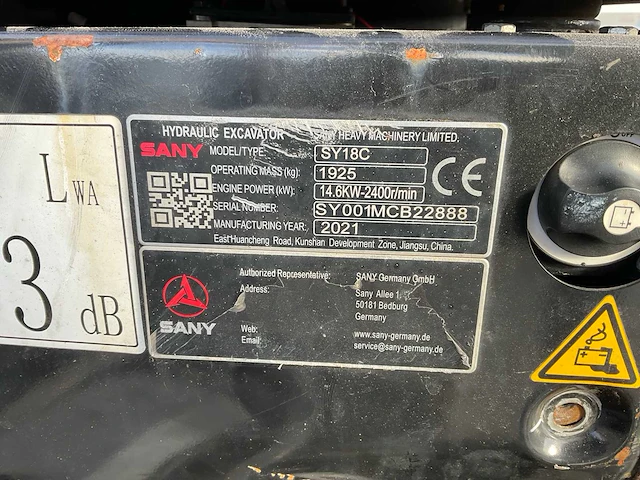 HYDRAULIC EXCAVATOR SANY HEAVY MACHINERY LIMITED.
SANY MODEL/TYPE: SY18C
OPERATING MASS (kg): 1925
ENGINE POWER (kW): 14.6KW-2400r/min
SERIAL NUMBER: SY001MCB22888
MANUFACTURING YEAR: 2021
CE
East Huancheng Road, Kunshan Development Zone, Jiangsu, China.
LWA
3 dB
Authorized Representative: SANY Germany GmbH
Address: Sany Allee 1,
50181 Bedburg
Germany
SANY
Web: www.sany-germany.de
Email: service@sany-germany.de